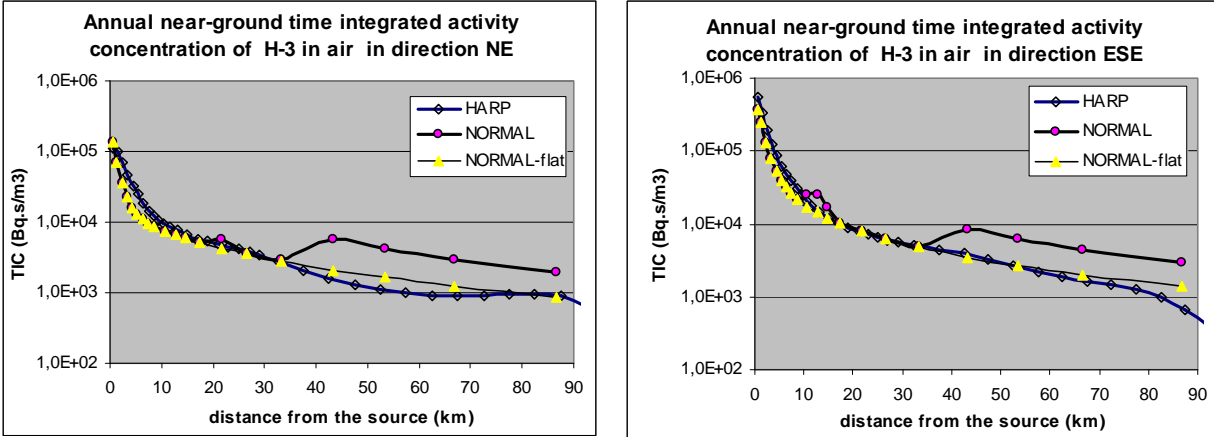 Annual near-ground time integrated activity
concentration of H-3 in air in direction NE
TIC (Bq.s/m3)
1,0E+06
1,0E+05
1,0E+04
1,0E+03
1,0E+02
HARP
NORMAL
NORMAL-flat
0 10 20 30 40 50 60 70 80 90
distance from the source (km)
Annual near-ground time integrated activity
concentration of H-3 in air in direction ESE
TIC (Bq.s/m3)
1,0E+06
1,0E+05
1,0E+04
1,0E+03
1,0E+02
HARP
NORMAL
NORMAL-flat
0 10 20 30 40 50 60 70 80 90
distance from the source (km)